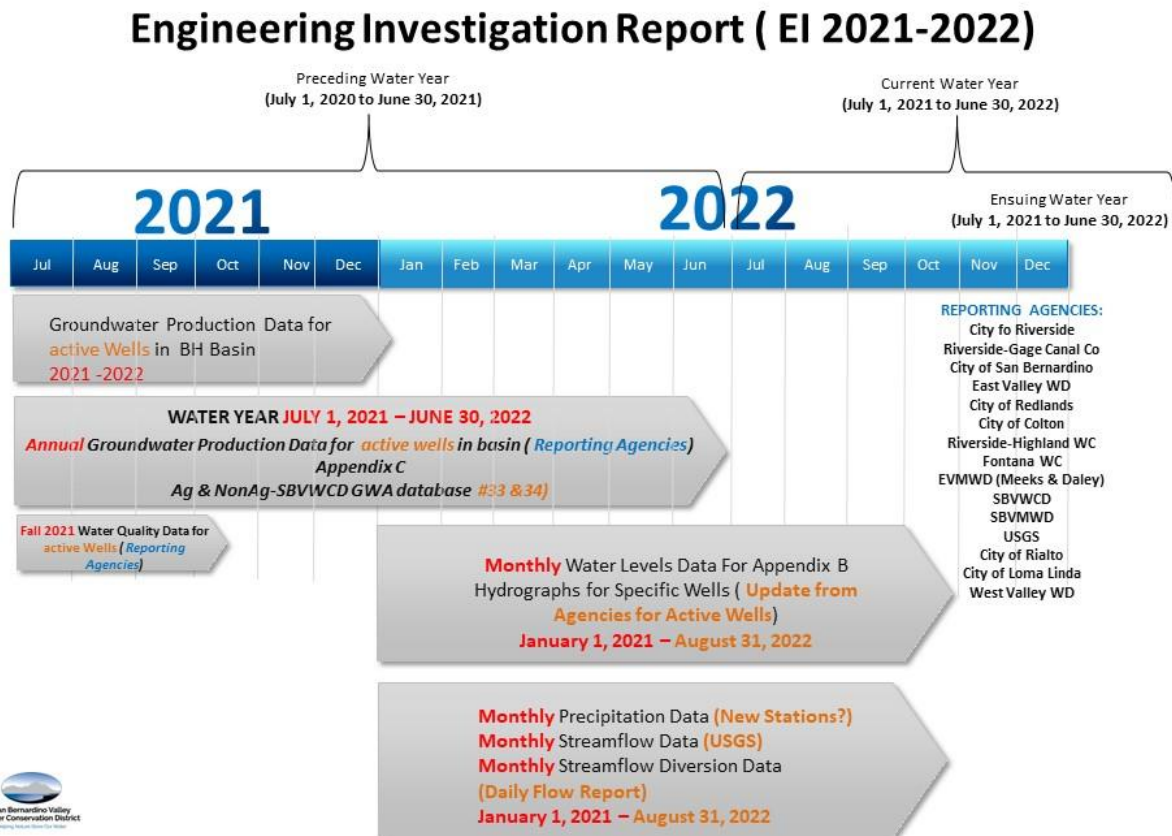 Engineering Investigation Report ( EI 2021-2022)
Preceding Water Year
(July 1, 2020 to June 30, 2021)
Current Water Year
(July 1, 2021 to June 30, 2022)
Ensuing Water Year
(July 1, 2021 to June 30, 2022)
2021
2022
Jul Aug Sep Oct Nov Dec Jan Feb Mar Apr May Jun Jul Aug Sep Oct Nov Dec
Groundwater Production Data for
active Wells in BH Basin
2021 -2022
WATER YEAR JULY 1, 2021 – JUNE 30, 2022
Annual Groundwater Production Data for active wells in basin ( Reporting Agencies)
Appendix C
Ag & NonAg-SBVWCD GWA database #33 &34)
Fall 2021 Water Quality Data for
active Wells ( Reporting
Agencies)
Monthly Water Levels Data For Appendix B
Hydrographs for Specific Wells ( Update from
Agencies for Active Wells)
January 1, 2021 – August 31, 2022
Monthly Precipitation Data (New Stations?)
Monthly Streamflow Data (USGS)
Monthly Streamflow Diversion Data
(Daily Flow Report)
January 1, 2021 – August 31, 2022
REPORTING AGENCIES:
City fo Riverside
Riverside-Gage Canal Co
City of San Bernardino
East Valley WD
City of Redlands
City of Colton
Riverside-Highland WC
Fontana WC
EVMWD (Meeks & Daley)
SBVWCD
SBVMWD
USGS
City of Rialto
City of Loma Linda
West Valley WD
an Bernardino Valley
er Conservation District